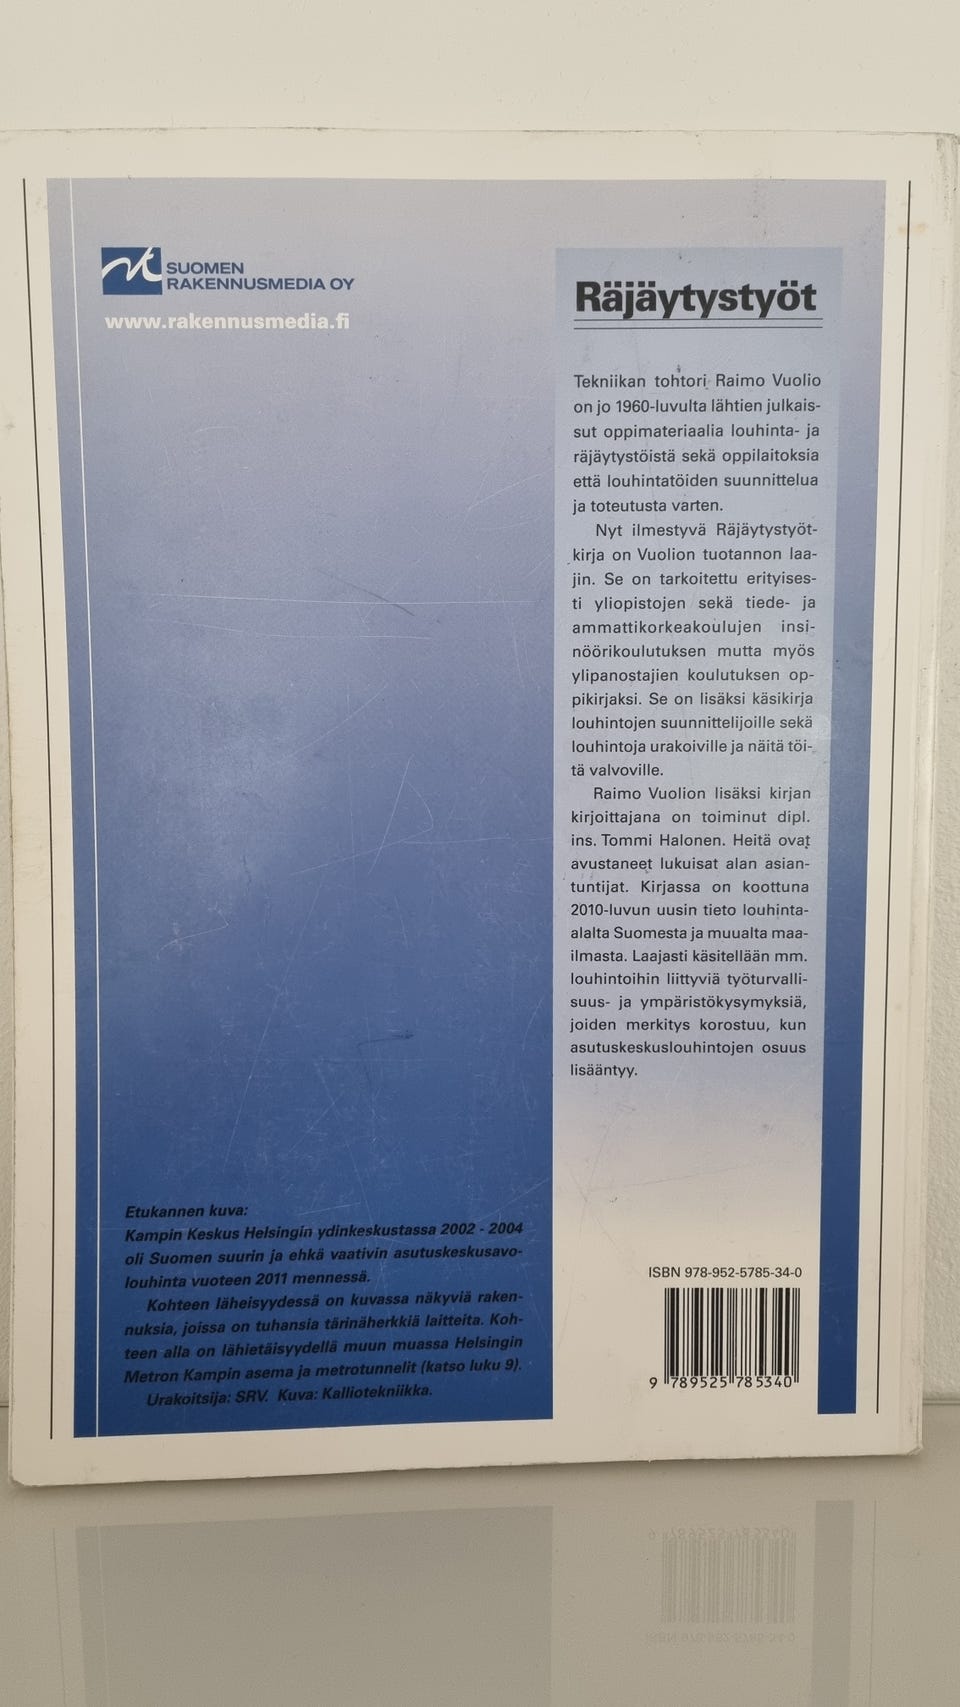 SUOMEN
RAKENNUSMEDIA OY
www.rakennusmedia.fi
Räjäytystyöt
Tekniikan tohtori Raimo Vuolio
on jo 1960-luvulta lähtien julkais-
sut oppimateriaalia louhinta- ja
räjäytystöistä sekä oppilaitoksia
että louhintatöiden suunnittelua
ja toteutusta varten.
Nyt ilmestyvä Räjäytystyöt-
kirja on Vuolion tuotannon laa-
jin. Se on tarkoitettu erityises-
ti yliopistojen sekä tiede- ja
ammattikorkeakoulujen insi-
nöörikoulutuksen mutta myös
ylipanostajien koulutuksen op-
pikirjaksi. Se on lisäksi käsikirja
louhintojen suunnittelijoille sekä
louhintoja urakoiville ja näitä töi-
tä valvoville.
Raimo Vuolion lisäksi kirjan
kirjoittajana on toiminut dipl.
ins. Tommi Halonen. Heitä ovat
avustaneet lukuisat alan asian-
tuntijat. Kirjassa on koottuna
2010-luvun uusin tieto louhinta-
alalta Suomesta ja muualta maa-
ilmasta. Laajasti käsitellään mm.
louhintoihin liittyviä työturvalli-
suus- ja ympäristökysymyksiä,
joiden merkitys korostuu, kun
asutuskeskuslouhintojen osuus
lisääntyy.
Etukannen kuva:
Kampin Keskus Helsingin ydinkeskustassa 2002 - 2004
oli Suomen suurin ja ehkä vaativin asutuskeskusavo-
louhinta vuoteen 2011 mennessä.
Kohteen läheisyydessä on kuvassa näkyviä raken-
nuksia, joissa on tuhansia tärinäherkkiä laitteita. Koh-
teen alla on lähietäisyydellä muun muassa Helsingin
Metron Kampin asema ja metrotunnelit (katso luku 9).
Urakoitsija: SRV. Kuva: Kalliotekniikka.
ISBN 978-952-5785-34-0
9 789525 785340